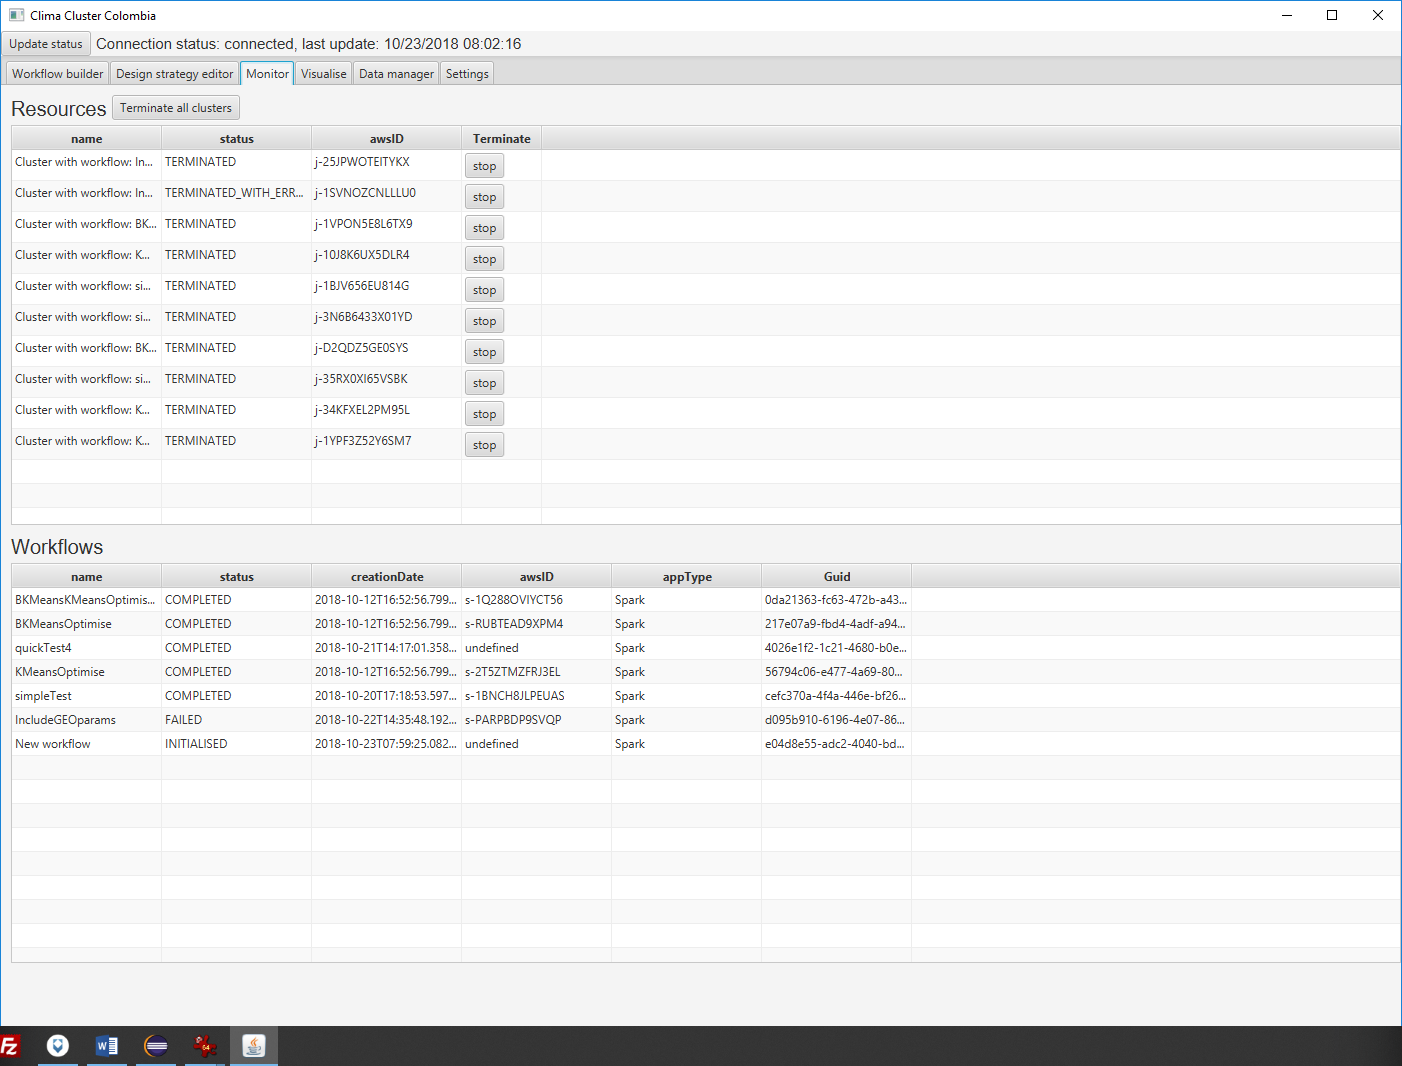 Clima Cluster Colombia
Update status Connection status: connected, last update: 10/23/2018 08:02:16
Workflow builder Design strategy editor Monitor Visualise Data manager Settings
Resources Terminate all clusters
name status awsID Terminate
Cluster with workflow: In... TERMINATED j-25JPWOTEITYKX stop
Cluster with workflow: In... TERMINATED_WITH_ERR... j-1SVNOZCNLLLU0 stop
Cluster with workflow: BK... TERMINATED j-1VPON5E8L6TX9 stop
Cluster with workflow: K... TERMINATED j-10J8K6UX5DLR4 stop
Cluster with workflow: si... TERMINATED j-1BJV656EU814G stop
Cluster with workflow: si... TERMINATED j-3N6B6433X01YD stop
Cluster with workflow: BK... TERMINATED j-D2QDZ5GE0SYS stop
Cluster with workflow: si... TERMINATED j-35RX0XI65VSBK stop
Cluster with workflow: K... TERMINATED j-34KFXEL2PM95L stop
Cluster with workflow: K... TERMINATED j-1YPF3Z52Y6SM7 stop
Workflows
name status creationDate awsID appType Guid
BKMeansKMeansOptimis... COMPLETED 2018-10-12T16:52:56.799... s-1Q288OVIYCT56 Spark 0da21363-fc63-472b-a43...
BKMeansOptimise COMPLETED 2018-10-12T16:52:56.799... s-RUBTEAD9XPM4 Spark 217e07a9-fbd4-4adf-a94...
quickTest4 COMPLETED 2018-10-21T14:17:01.358... undefined Spark 4026e1f2-1c21-4680-b0e...
KMeansOptimise COMPLETED 2018-10-12T16:52:56.799... s-2T5ZTMZFRJ3EL Spark 56794c06-e477-4a69-80...
simpleTest COMPLETED 2018-10-20T17:18:53.597... s-1BNCH8JLPEUAS Spark cefc370a-4f4a-446e-bf26...
IncludeGEOparams FAILED 2018-10-22T14:35:48.192... s-PARPBDP9SVQP Spark d095b910-6196-4e07-86...
New workflow INITIALISED 2018-10-23T07:59:25.082... undefined Spark e04d8e55-adc2-4040-bd...
Fz W 64